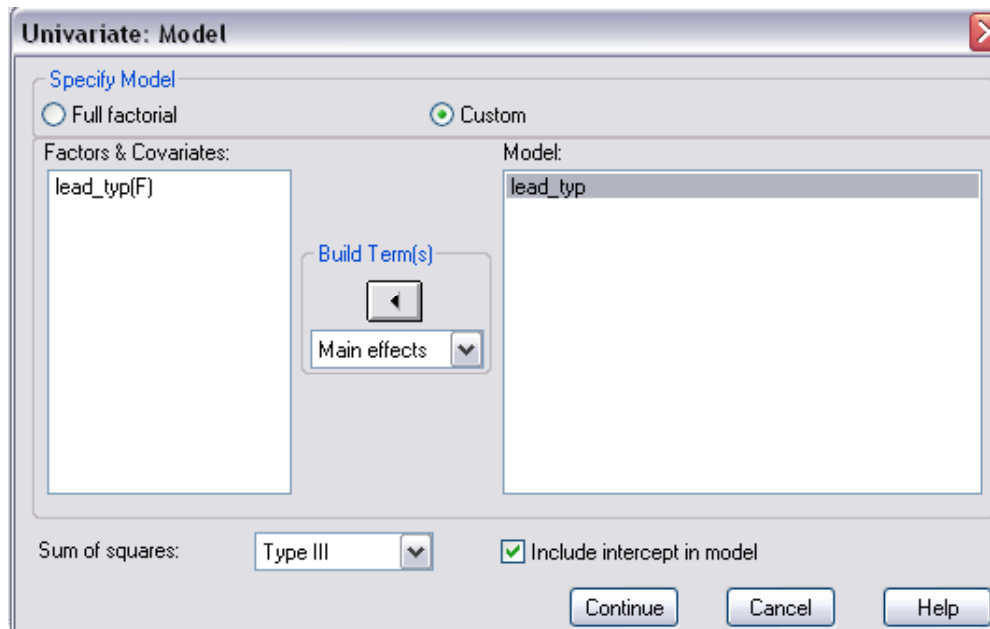 Univariate: Model
Specify Model
Full factorial
Custom
Factors & Covariates:
Model:
lead_typ(F)
lead_typ
Build Term(s)
Main effects
Sum of squares:
Type III
Include intercept in model
Continue
Cancel
Help